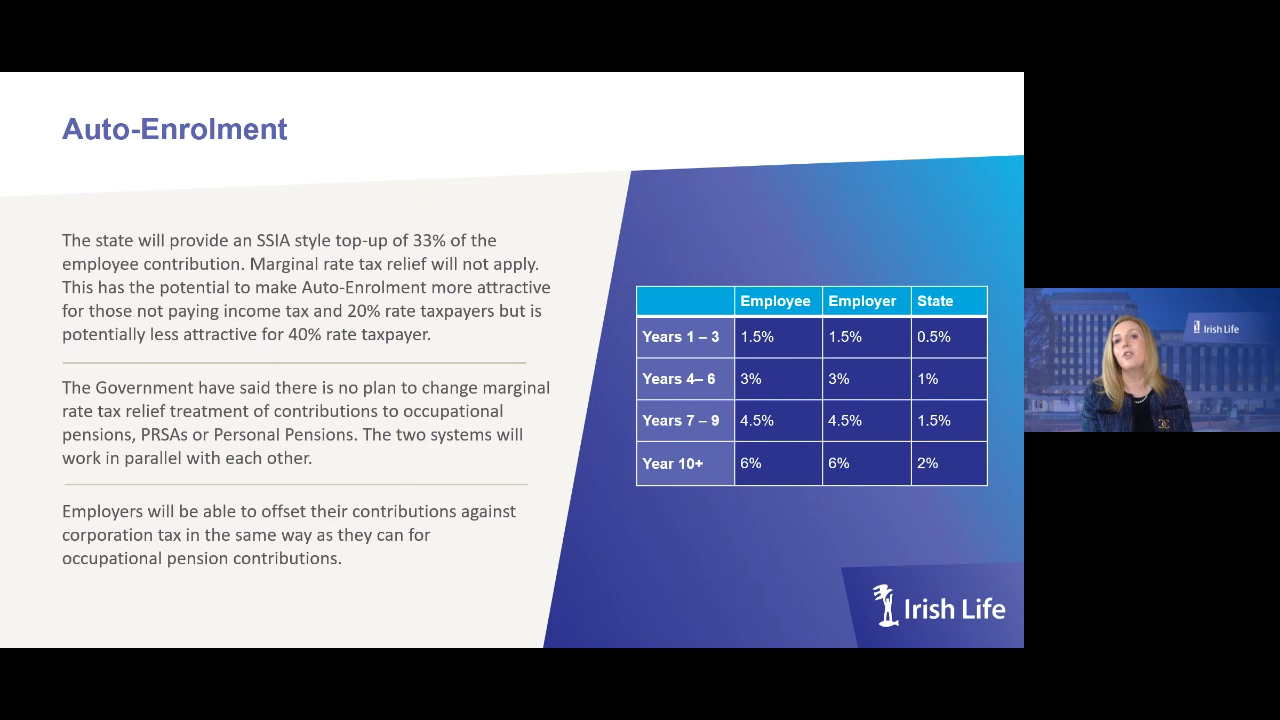 Auto-Enrolment
The state will provide an SSIA style top-up of 33% of the
employee contribution. Marginal rate tax relief will not apply.
This has the potential to make Auto-Enrolment more attractive
for those not paying income tax and 20% rate taxpayers but is
potentially less attractive for 40% rate taxpayer.
The Government have said there is no plan to change marginal
rate tax relief treatment of contributions to occupational
pensions, PRSAs or Personal Pensions. The two systems will
work in parallel with each other.
Employers will be able to offset their contributions against
corporation tax in the same way as they can for
occupational pension contributions.
Employee Employer State
Years 1 – 3 1.5% 1.5% 0.5%
Years 4– 6 3% 3% 1%
Years 7 – 9 4.5% 4.5% 1.5%
Year 10+ 6% 6% 2%
Irish Life
Irish Life